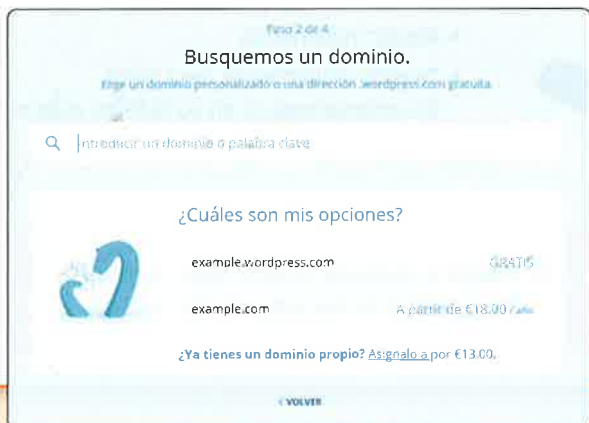 Paso 2 de 4
Busquemos un dominio.
Elige un dominio personalizado o una dirección .wordpress.com gratuita.
Introducir un dominio o palabra clave
¿Cuáles son mis opciones?
example.wordpress.com GRATIS
example.com A partir de €18.00 /año
¿Ya tienes un dominio propio? Asígnalo a por €13.00.
< VOLVER